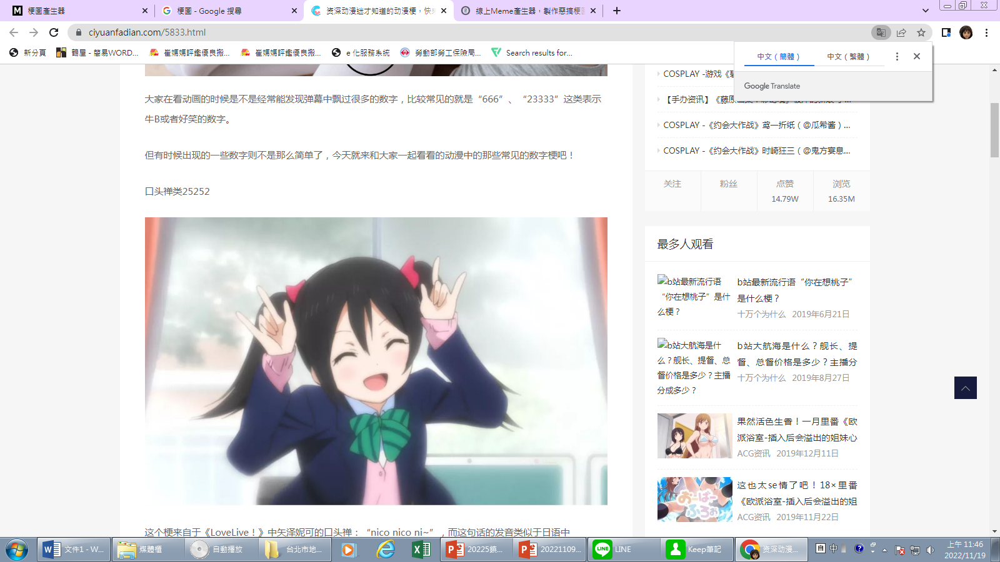 梗圖產生器
梗圖 - Google 搜尋
资深动漫迷才知道的动漫梗，快来
線上Meme產生器，製作惡搞梗圖
ciyuanfadian.com/5833.html
新分頁
鶴屋 - 簡易WORD...
崔媽媽評鑑優良搬...
崔媽媽評鑑優良搬...
e 化服務系統
勞動部勞工保險局...
Search results for...
中文（簡體）
中文（繁體）
Google Translate
大家在看动画的时候是不是经常能发现弹幕中飘过很多的数字，比较常见的就是“666”、“23333”这类表示
牛B或者好笑的数字。
但有时候出现的一些数字则不是那么简单了，今天就来和大家一起看看的动漫中的那些常见的数字梗吧！
口头禅类25252
这个梗来自于《LoveLive！》中矢泽妮可的口头禅：“nico nico ni~”，而这句话的发音类似于日语中
COSPLAY -游戏《碧
【手办资讯】《藤原
COSPLAY -《约会大作战》鸢一折纸（@瓜希酱）...
COSPLAY -《约会大作战》时崎狂三（@鬼方宴息...
关注
粉丝
点赞
14.79W
浏览
16.35M
最多人观看
b站最新流行语
“你在想桃子”是什
么梗？
b站最新流行语“你在想桃子”
是什么梗？
十万个为什么 2019年6月21日
b站大航海是什
么？舰长、提督、总
督价格是多少？主播
分成多少？
b站大航海是什么？舰长、提
督、总督价格是多少？主播分
十万个为什么 2019年8月27日
果然活色生香！一月里番《欧
派浴室-插入后会溢出的姐妹心
ACG资讯 2019年12月11日
おーばー
ふろぉ
这也太se情了吧！18×里番
《欧派浴室-插入后会溢出的姐
ACG资讯 2019年11月22日
文件1 - W...
媒體櫃
自動播放
台北市地...
20225鎮...
20221109...
LINE
Keep筆記
资深动漫...
中
上午 11:46
2022/11/19